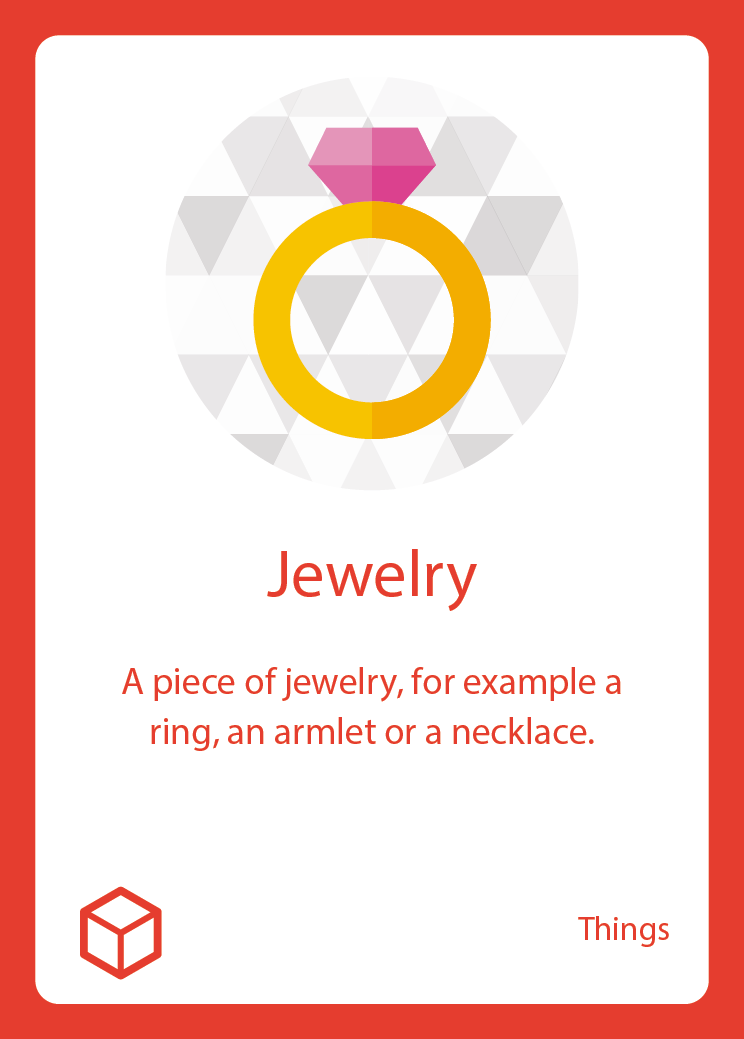 Jewelry
A piece of jewelry, for example a
ring, an armlet or a necklace.
Things